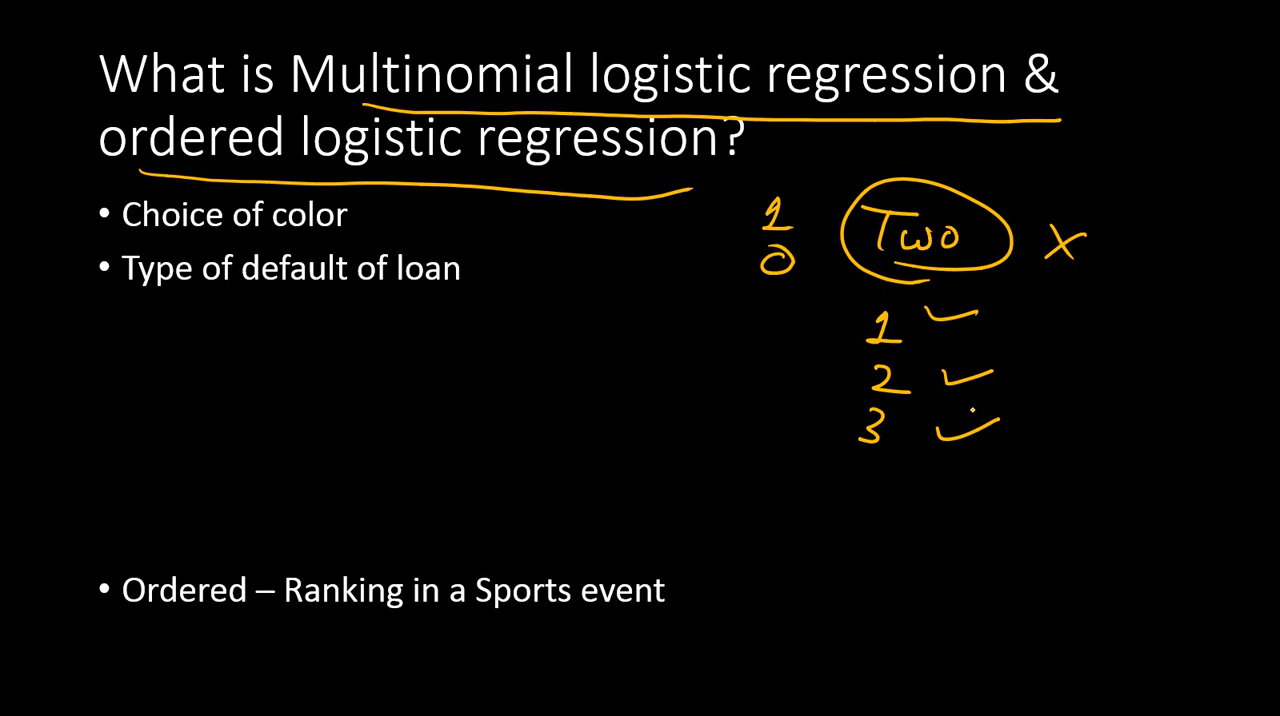 What is Multinomial logistic regression &
ordered logistic regression?
• Choice of color
• Type of default of loan
1
0
Two X
1
2
3
• Ordered – Ranking in a Sports event